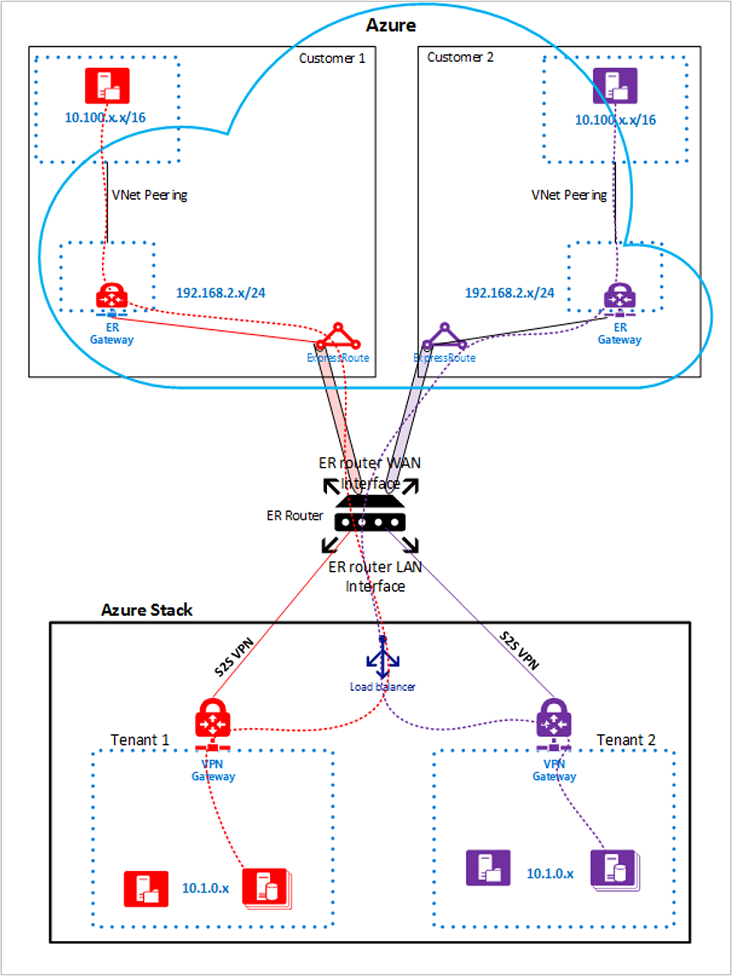 Azure
Customer 1
Customer 2
10.100.x.x/16
10.100.x.x/16
VNet Peering
VNet Peering
192.168.2.x/24
192.168.2.x/24
ER
Gateway
ExpressRoute
ExpressRoute
ER
Gateway
ER router WAN
Interface
ER Router
ER router LAN
Interface
Azure Stack
S2S VPN
S2S VPN
Load balancer
Tenant 1
Tenant 2
VPN
Gateway
VPN
Gateway
10.1.0.x
10.1.0.x